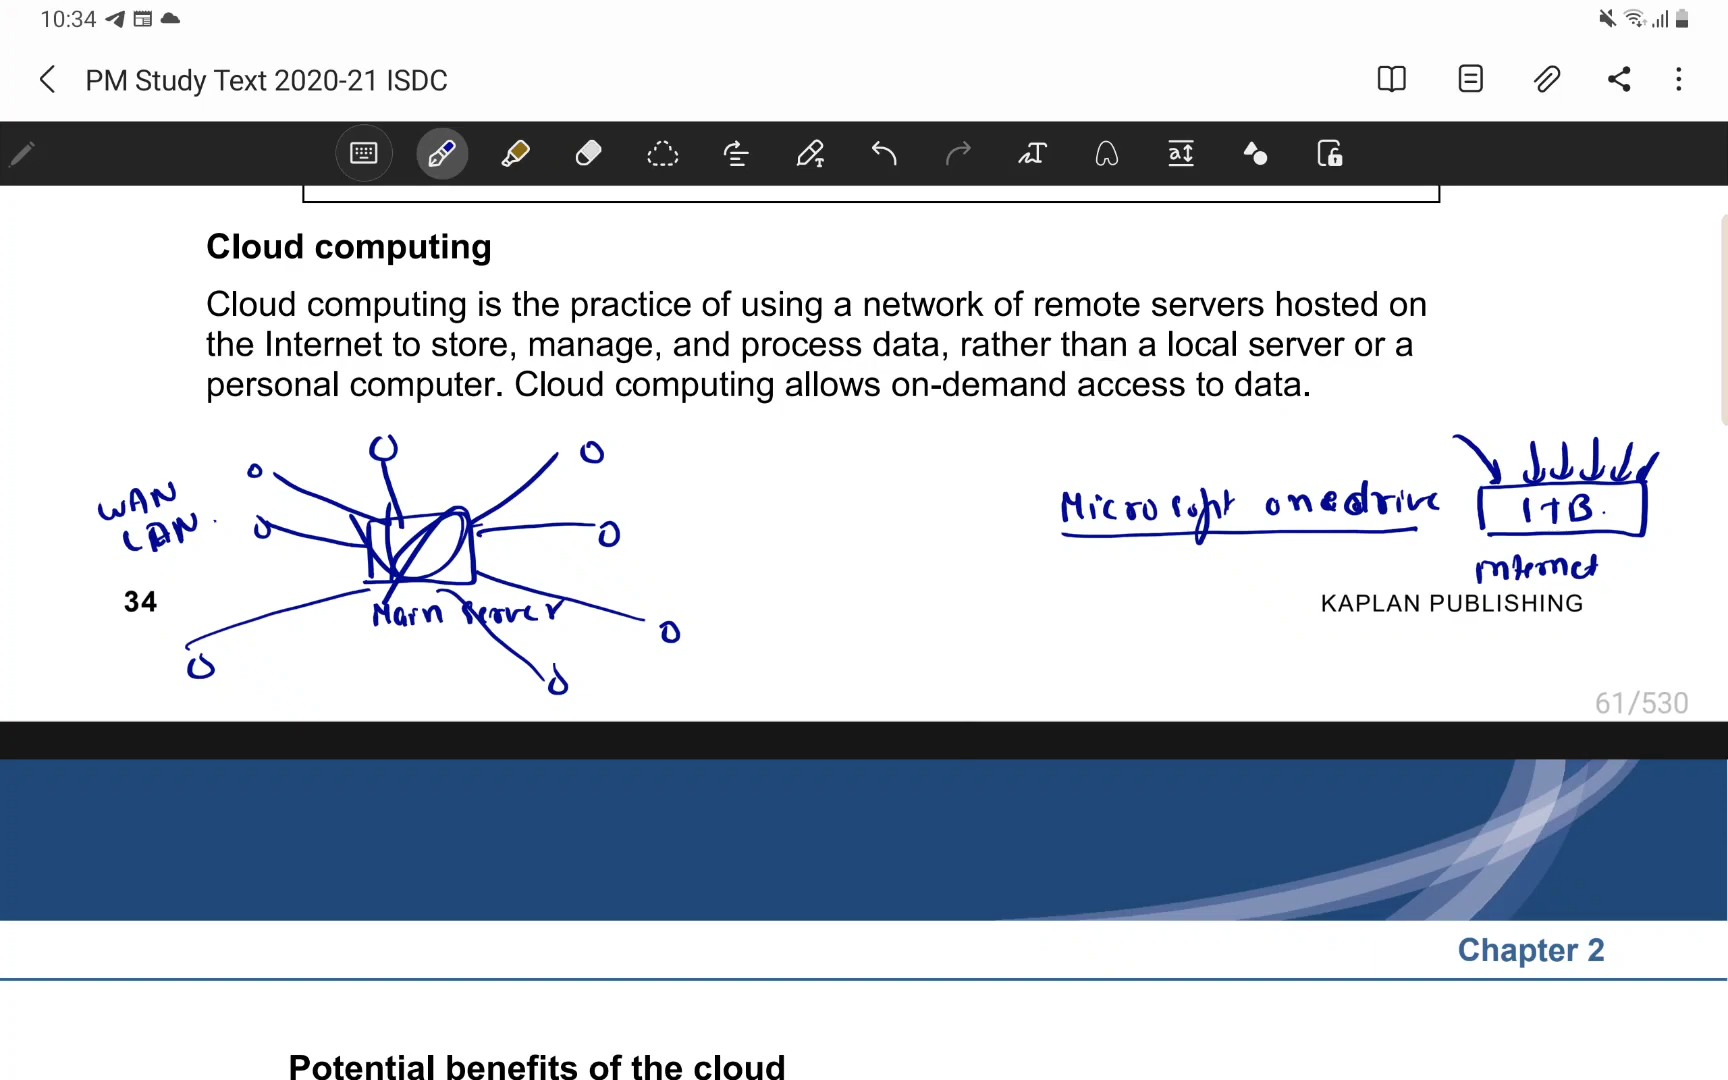 10:34
PM Study Text 2020-21 ISDC
Cloud computing
Cloud computing is the practice of using a network of remote servers hosted on
the Internet to store, manage, and process data, rather than a local server or a
personal computer. Cloud computing allows on-demand access to data.
WAN
LAN
Main Server
Microsoft onedrive
1TB.
internet
34
KAPLAN PUBLISHING
61/530
Chapter 2
Potential benefits of the cloud